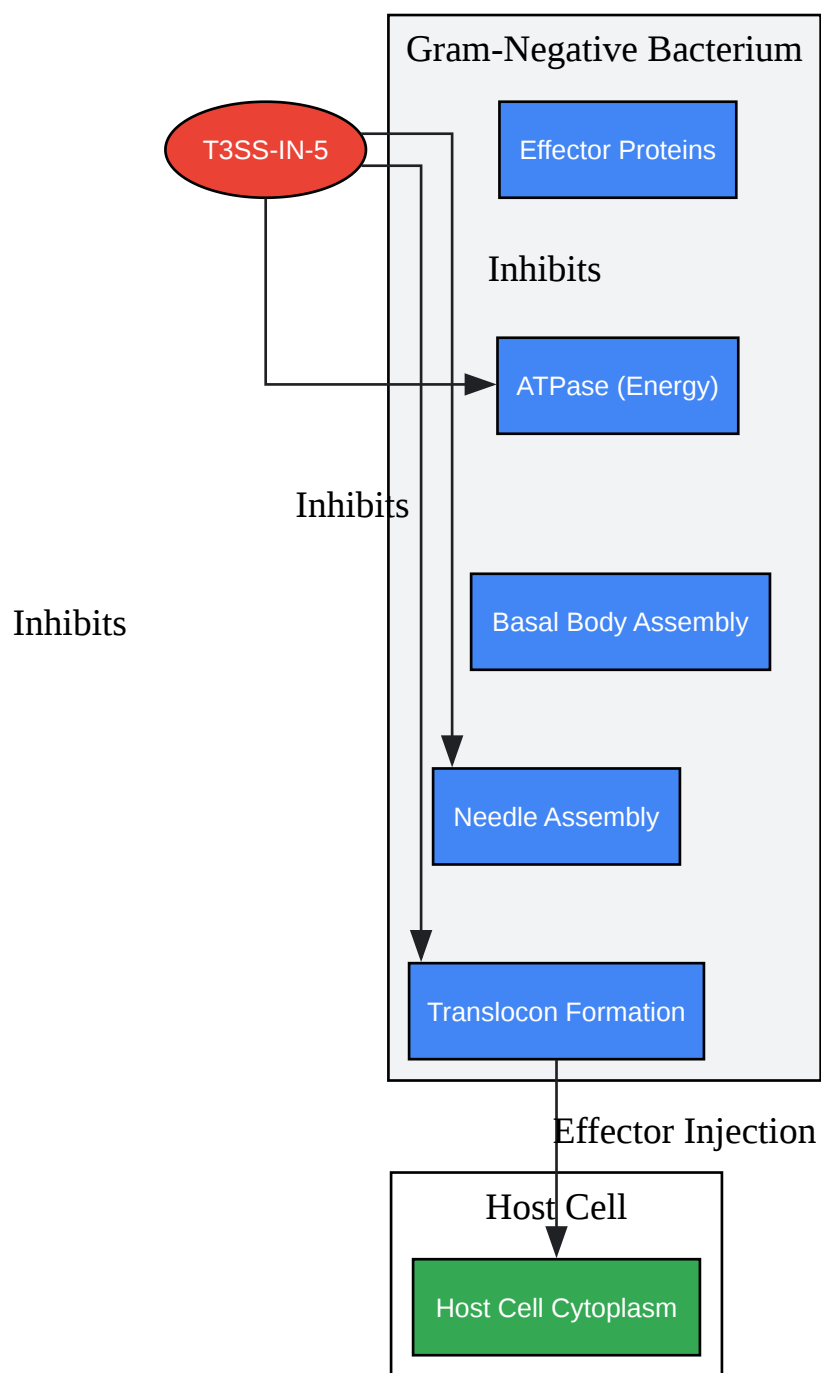 Gram-Negative Bacterium
T3SS-IN-5
Effector Proteins
Inhibits
ATPase (Energy)
Inhibits
Inhibits
Basal Body Assembly
Needle Assembly
Translocon Formation
Effector Injection
Host Cell
Host Cell Cytoplasm